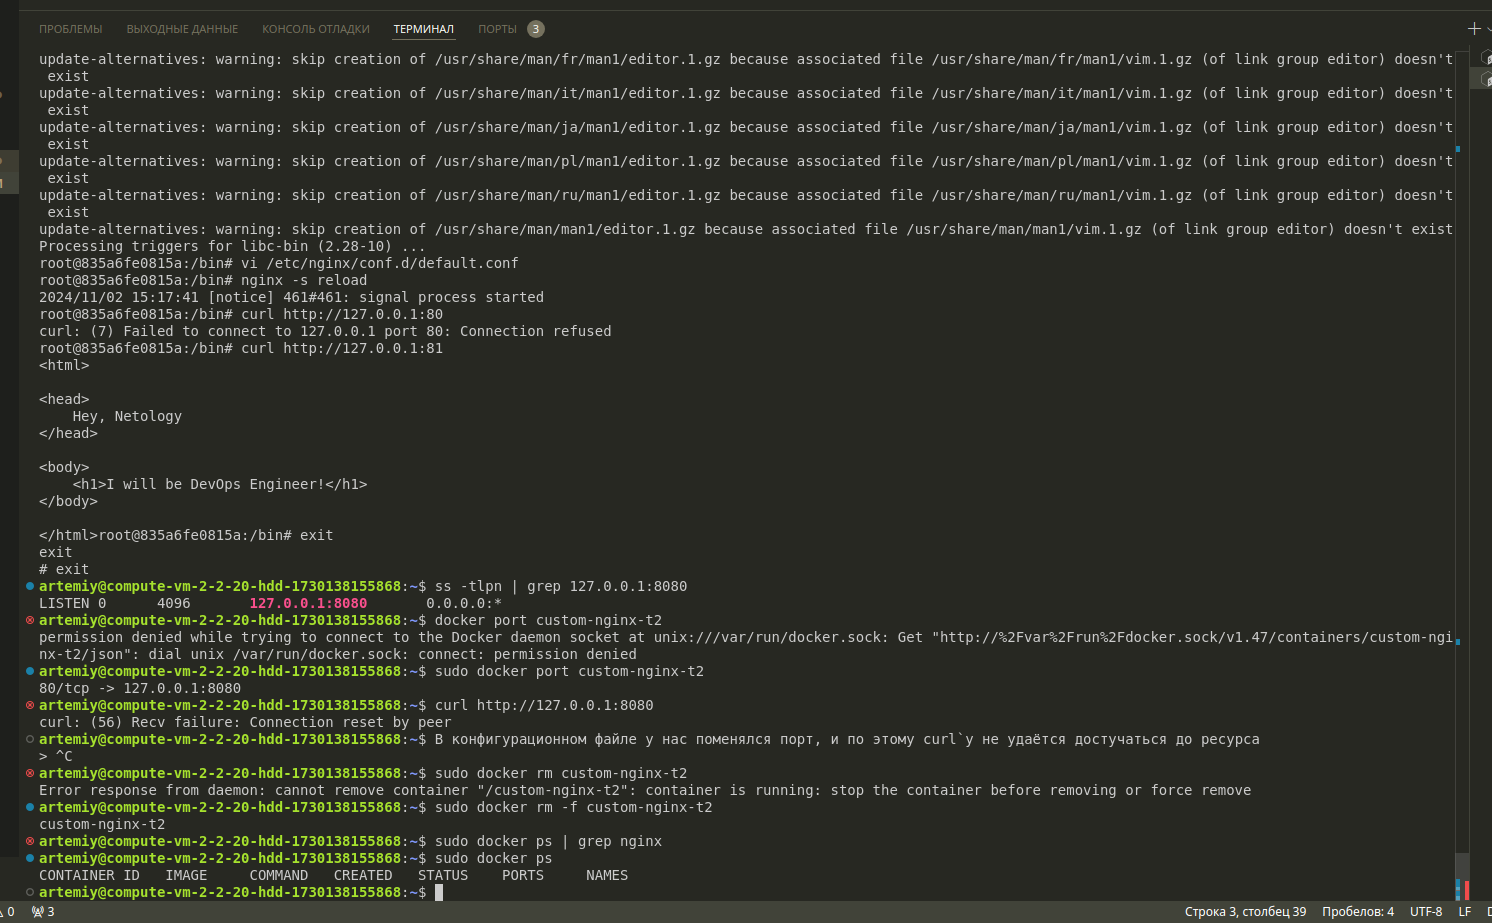 ПРОБЛЕМЫ ВЫХОДНЫЕ ДАННЫЕ КОНСОЛЬ ОТЛАДКИ ТЕРМИНАЛ ПОРТЫ 3
update-alternatives: warning: skip creation of /usr/share/man/fr/man1/editor.1.gz because associated file /usr/share/man/fr/man1/vim.1.gz (of link group editor) doesn't
 exist
update-alternatives: warning: skip creation of /usr/share/man/it/man1/editor.1.gz because associated file /usr/share/man/it/man1/vim.1.gz (of link group editor) doesn't
 exist
update-alternatives: warning: skip creation of /usr/share/man/ja/man1/editor.1.gz because associated file /usr/share/man/ja/man1/vim.1.gz (of link group editor) doesn't
 exist
update-alternatives: warning: skip creation of /usr/share/man/pl/man1/editor.1.gz because associated file /usr/share/man/pl/man1/vim.1.gz (of link group editor) doesn't
 exist
update-alternatives: warning: skip creation of /usr/share/man/ru/man1/editor.1.gz because associated file /usr/share/man/ru/man1/vim.1.gz (of link group editor) doesn't
 exist
update-alternatives: warning: skip creation of /usr/share/man/man1/editor.1.gz because associated file /usr/share/man/man1/vim.1.gz (of link group editor) doesn't exist
Processing triggers for libc-bin (2.28-10) ...
root@835a6fe0815a:/bin# vi /etc/nginx/conf.d/default.conf
root@835a6fe0815a:/bin# nginx -s reload
2024/11/02 15:17:41 [notice] 461#461: signal process started
root@835a6fe0815a:/bin# curl http://127.0.0.1:80
curl: (7) Failed to connect to 127.0.0.1 port 80: Connection refused
root@835a6fe0815a:/bin# curl http://127.0.0.1:81
<html>
<head>
    Hey, Netology
</head>
<body>
    <h1>I will be DevOps Engineer!</h1>
</body>
</html>root@835a6fe0815a:/bin# exit
exit
# exit
artemiy@compute-vm-2-2-20-hdd-1730138155868:~$ ss -tlpn | grep 127.0.0.1:8080
LISTEN 0      4096       127.0.0.1:8080       0.0.0.0:*
artemiy@compute-vm-2-2-20-hdd-1730138155868:~$ docker port custom-nginx-t2
permission denied while trying to connect to the Docker daemon socket at unix:///var/run/docker.sock: Get "http://%2Fvar%2Frun%2Fdocker.sock/v1.47/containers/custom-ngi
nx-t2/json": dial unix /var/run/docker.sock: connect: permission denied
artemiy@compute-vm-2-2-20-hdd-1730138155868:~$ sudo docker port custom-nginx-t2
80/tcp -> 127.0.0.1:8080
artemiy@compute-vm-2-2-20-hdd-1730138155868:~$ curl http://127.0.0.1:8080
curl: (56) Recv failure: Connection reset by peer
artemiy@compute-vm-2-2-20-hdd-1730138155868:~$ В конфигурационном файле у нас поменялся порт, и по этому curl`у не удаётся достучаться до ресурса
> ^C
artemiy@compute-vm-2-2-20-hdd-1730138155868:~$ sudo docker rm custom-nginx-t2
Error response from daemon: cannot remove container "/custom-nginx-t2": container is running: stop the container before removing or force remove
artemiy@compute-vm-2-2-20-hdd-1730138155868:~$ sudo docker rm -f custom-nginx-t2
custom-nginx-t2
artemiy@compute-vm-2-2-20-hdd-1730138155868:~$ sudo docker ps | grep nginx
artemiy@compute-vm-2-2-20-hdd-1730138155868:~$ sudo docker ps
CONTAINER ID   IMAGE     COMMAND   CREATED   STATUS    PORTS     NAMES
artemiy@compute-vm-2-2-20-hdd-1730138155868:~$
0 3 Строка 3, столбец 39 Пробелов: 4 UTF-8 LF